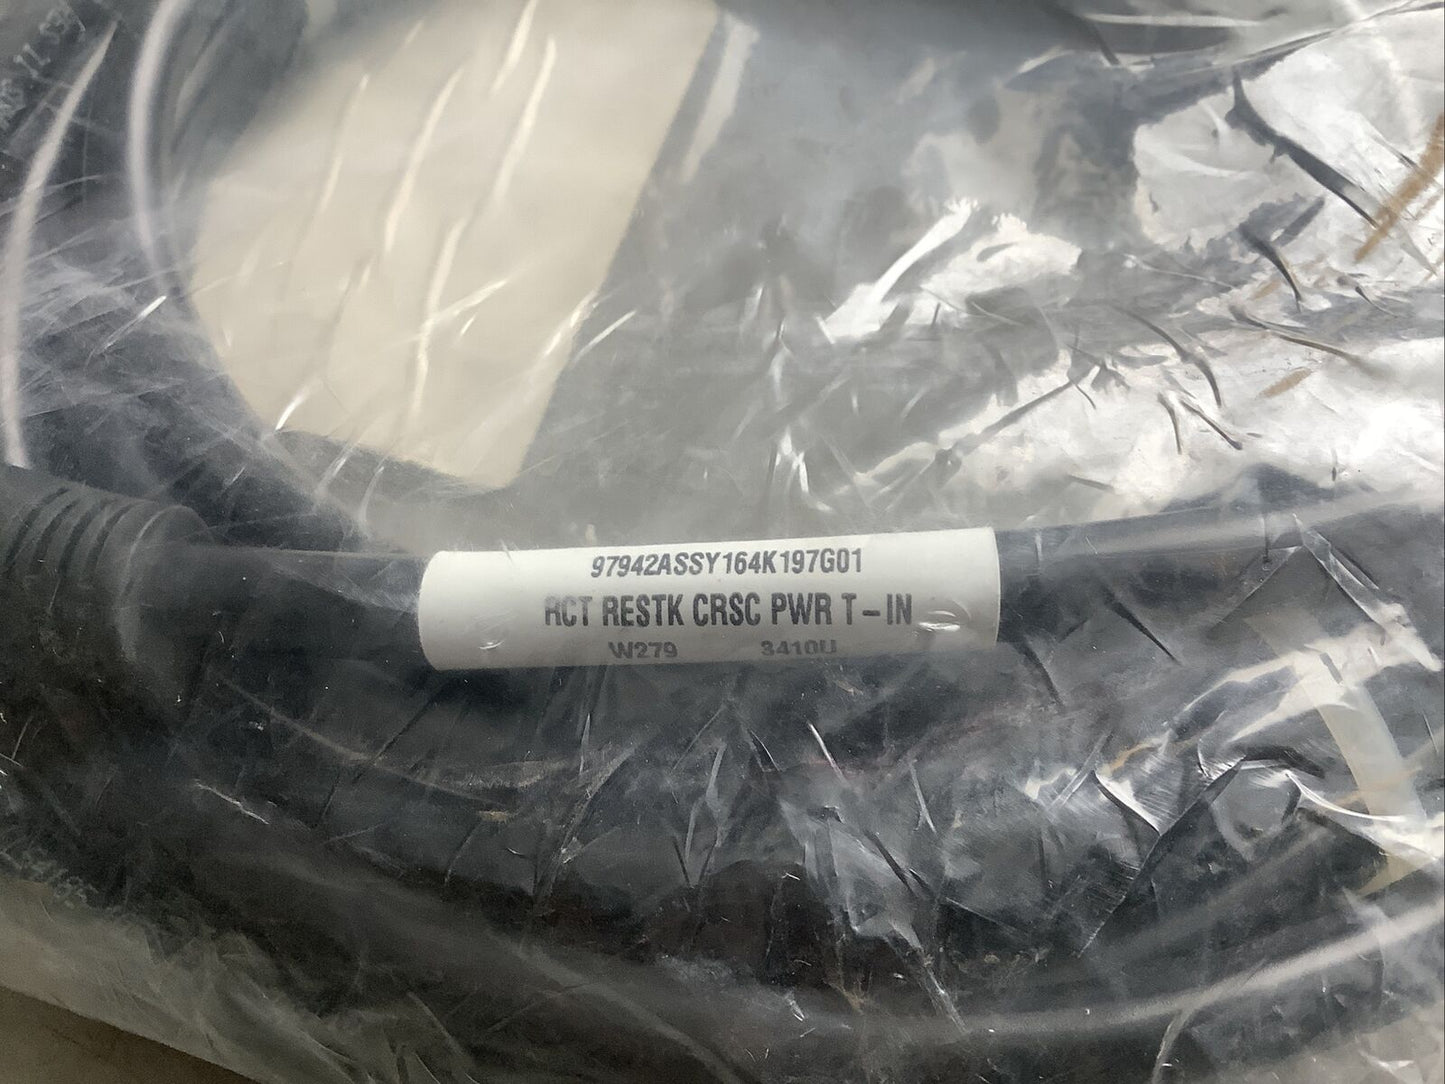 97942ASSY164K197G01
RCT RESTK CRSC PWR T-IN
W279 3410U